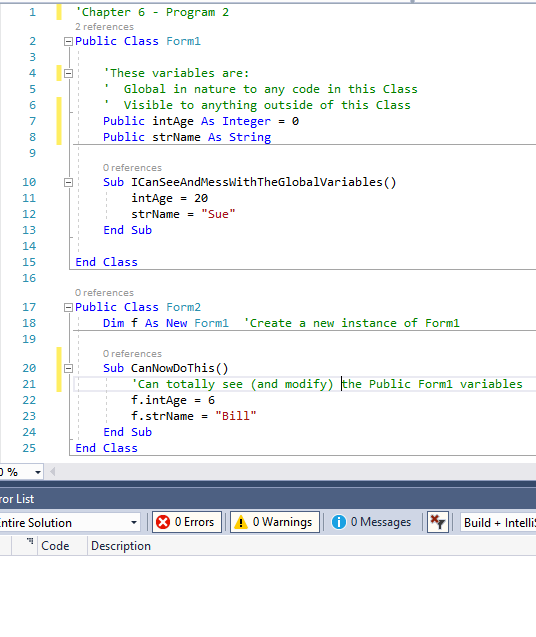 1 'Chapter 6 - Program 2
2 references
2 Public Class Form1
3
4 'These variables are:
5 '  Global in nature to any code in this Class
6 '  Visible to anything outside of this Class
7 Public intAge As Integer = 0
8 Public strName As String
9
0 references
10 Sub ICanSeeAndMessWithTheGlobalVariables()
11 intAge = 20
12 strName = "Sue"
13 End Sub
14
15 End Class
16
0 references
17 Public Class Form2
18 Dim f As New Form1  'Create a new instance of Form1
19
0 references
20 Sub CanNowDoThis()
21 'Can totally see (and modify) the Public Form1 variables
22 f.intAge = 6
23 f.strName = "Bill"
24 End Sub
25 End Class
0 %
ror List
ntire Solution 0 Errors 0 Warnings 0 Messages Build + IntelliS
Code Description